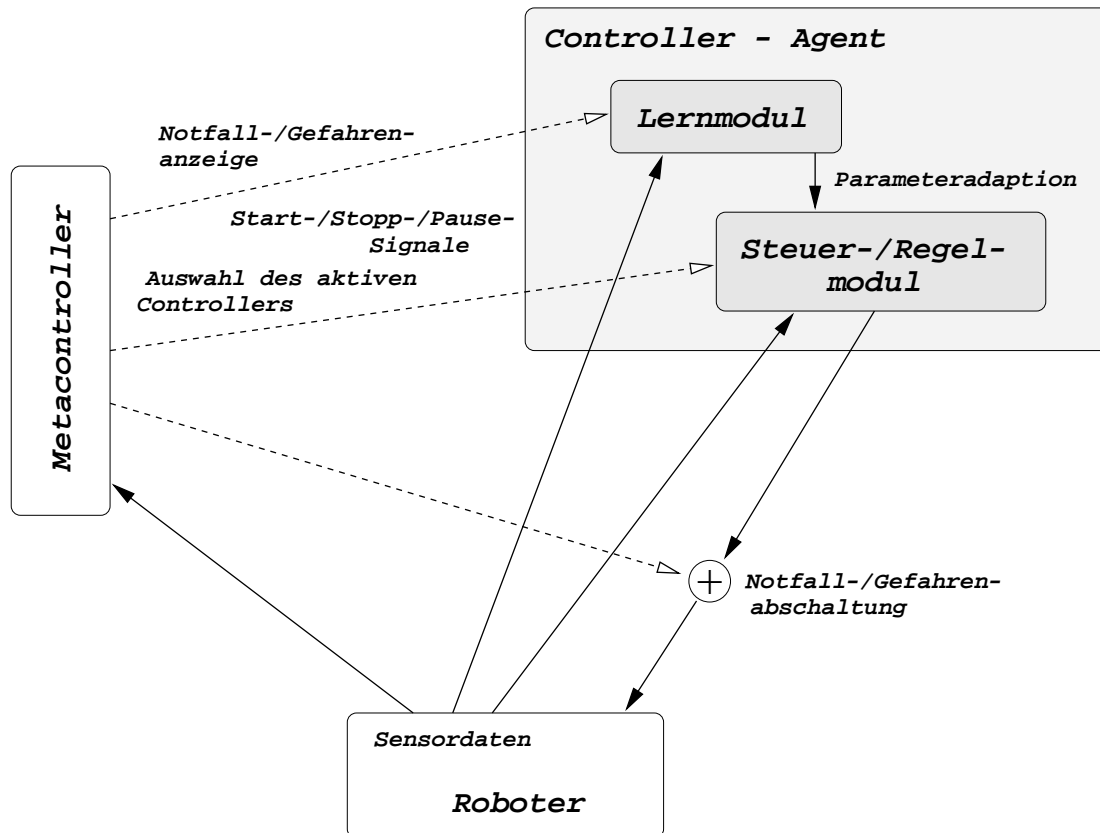 Controller - Agent
Lernmodul
Notfall-/Gefahren-
anzeige
Parameteradaption
Start-/Stopp-/Pause-
Signale
Steuer-/Regel-
modul
Auswahl des aktiven
Controllers
Metacontroller
+
Notfall-/Gefahren-
abschaltung
Sensordaten
Roboter